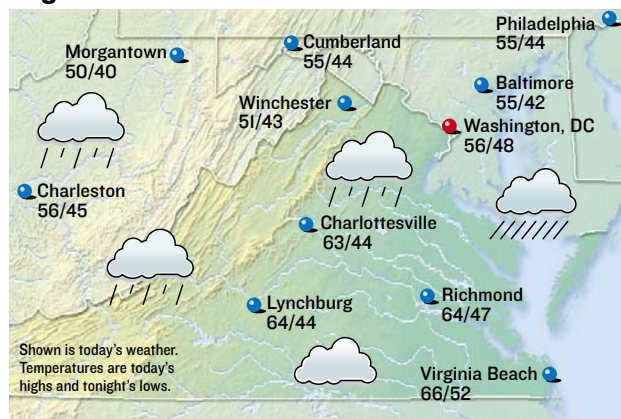 Philadelphia
55/44
Morgantown
50/40
Cumberland
55/44
Baltimore
55/42
Winchester
51/43
Washington, DC
56/48
Charleston
56/45
Charlottesville
63/44
Lynchburg
64/44
Richmond
64/47
Shown is today's weather.
Temperatures are today's
highs and tonight's lows.
Virginia Beach
66/52